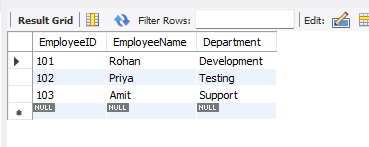 Result Grid Filter Rows: Edit:
EmployeeID EmployeeName Department
101 Rohan Development
102 Priya Testing
103 Amit Support
NULL NULL NULL